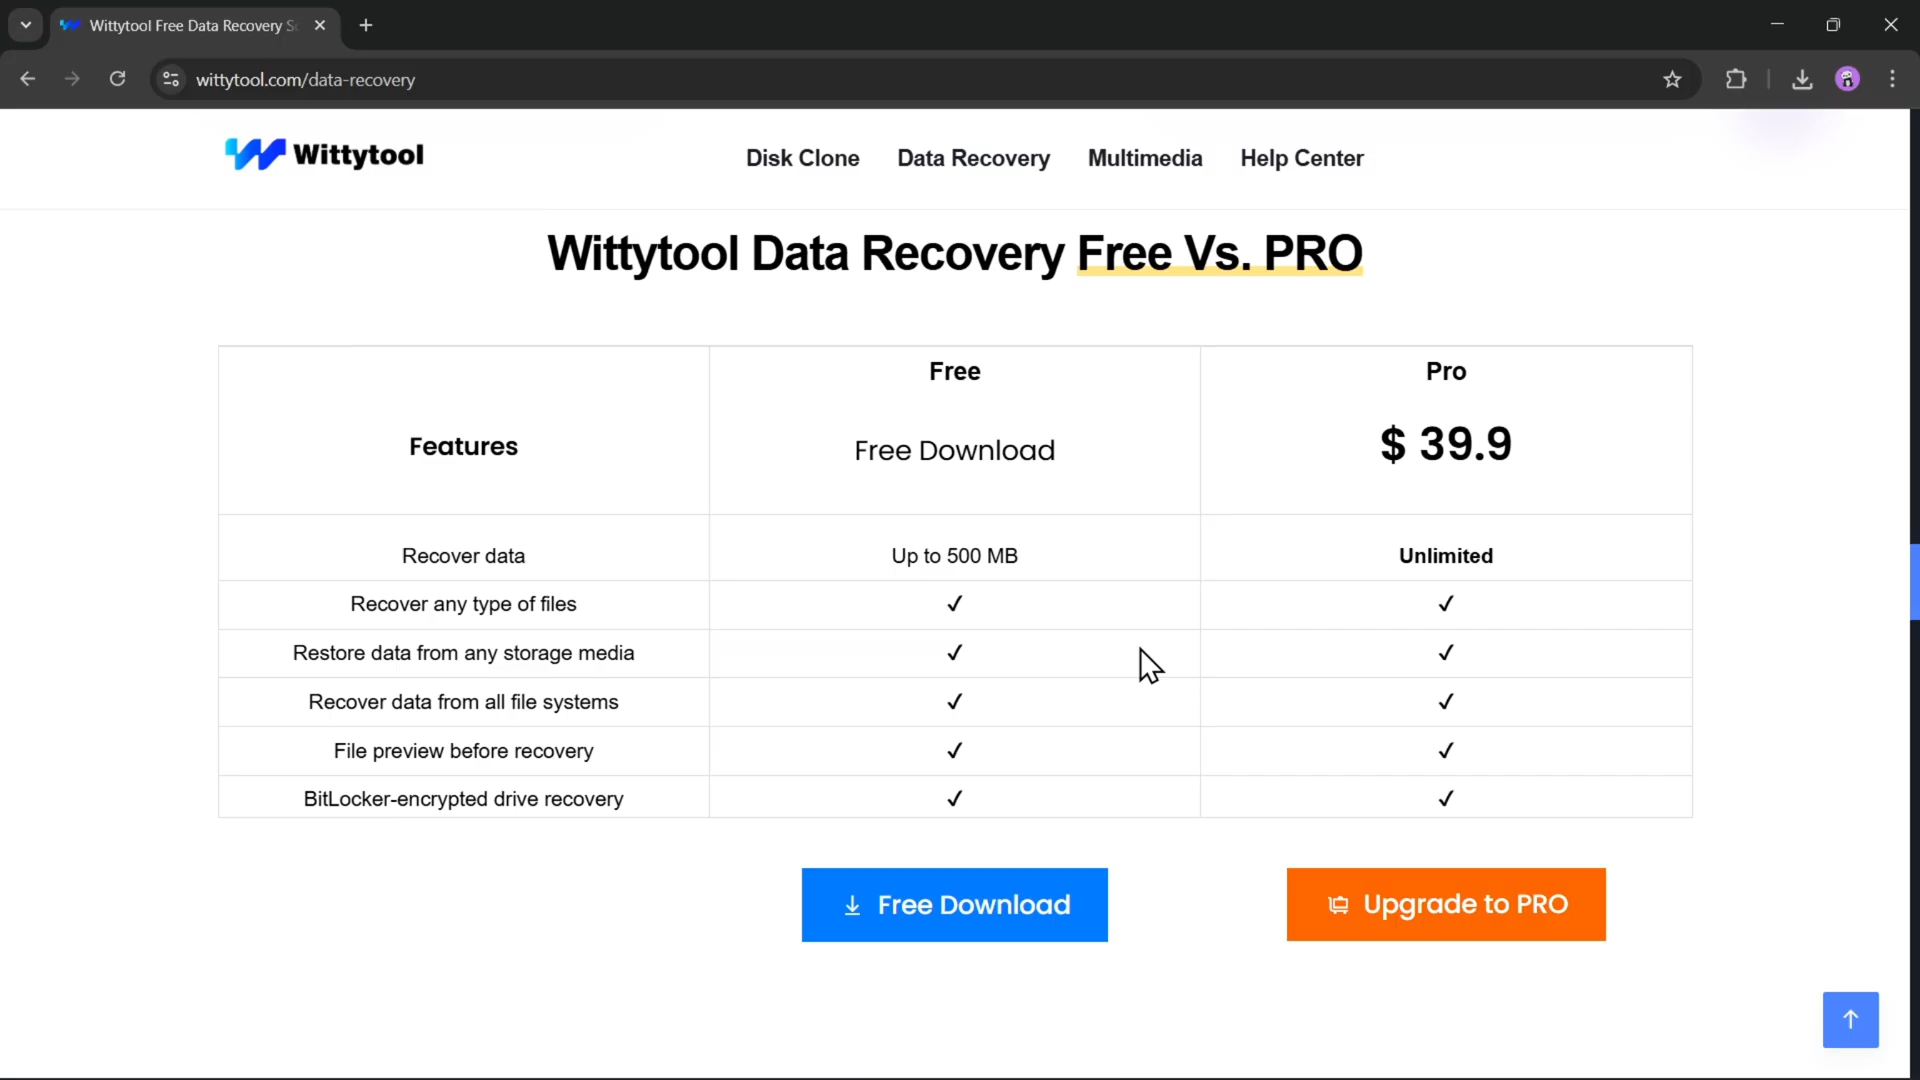 Wittytool Free Data Recovery S
wittytool.com/data-recovery
Wittytool
Disk Clone Data Recovery Multimedia Help Center
Wittytool Data Recovery Free Vs. PRO
Features Free Pro
Free Download $ 39.9
Recover data Up to 500 MB Unlimited
Recover any type of files ✓ ✓
Restore data from any storage media ✓ ✓
Recover data from all file systems ✓ ✓
File preview before recovery ✓ ✓
BitLocker-encrypted drive recovery ✓ ✓
Free Download Upgrade to PRO